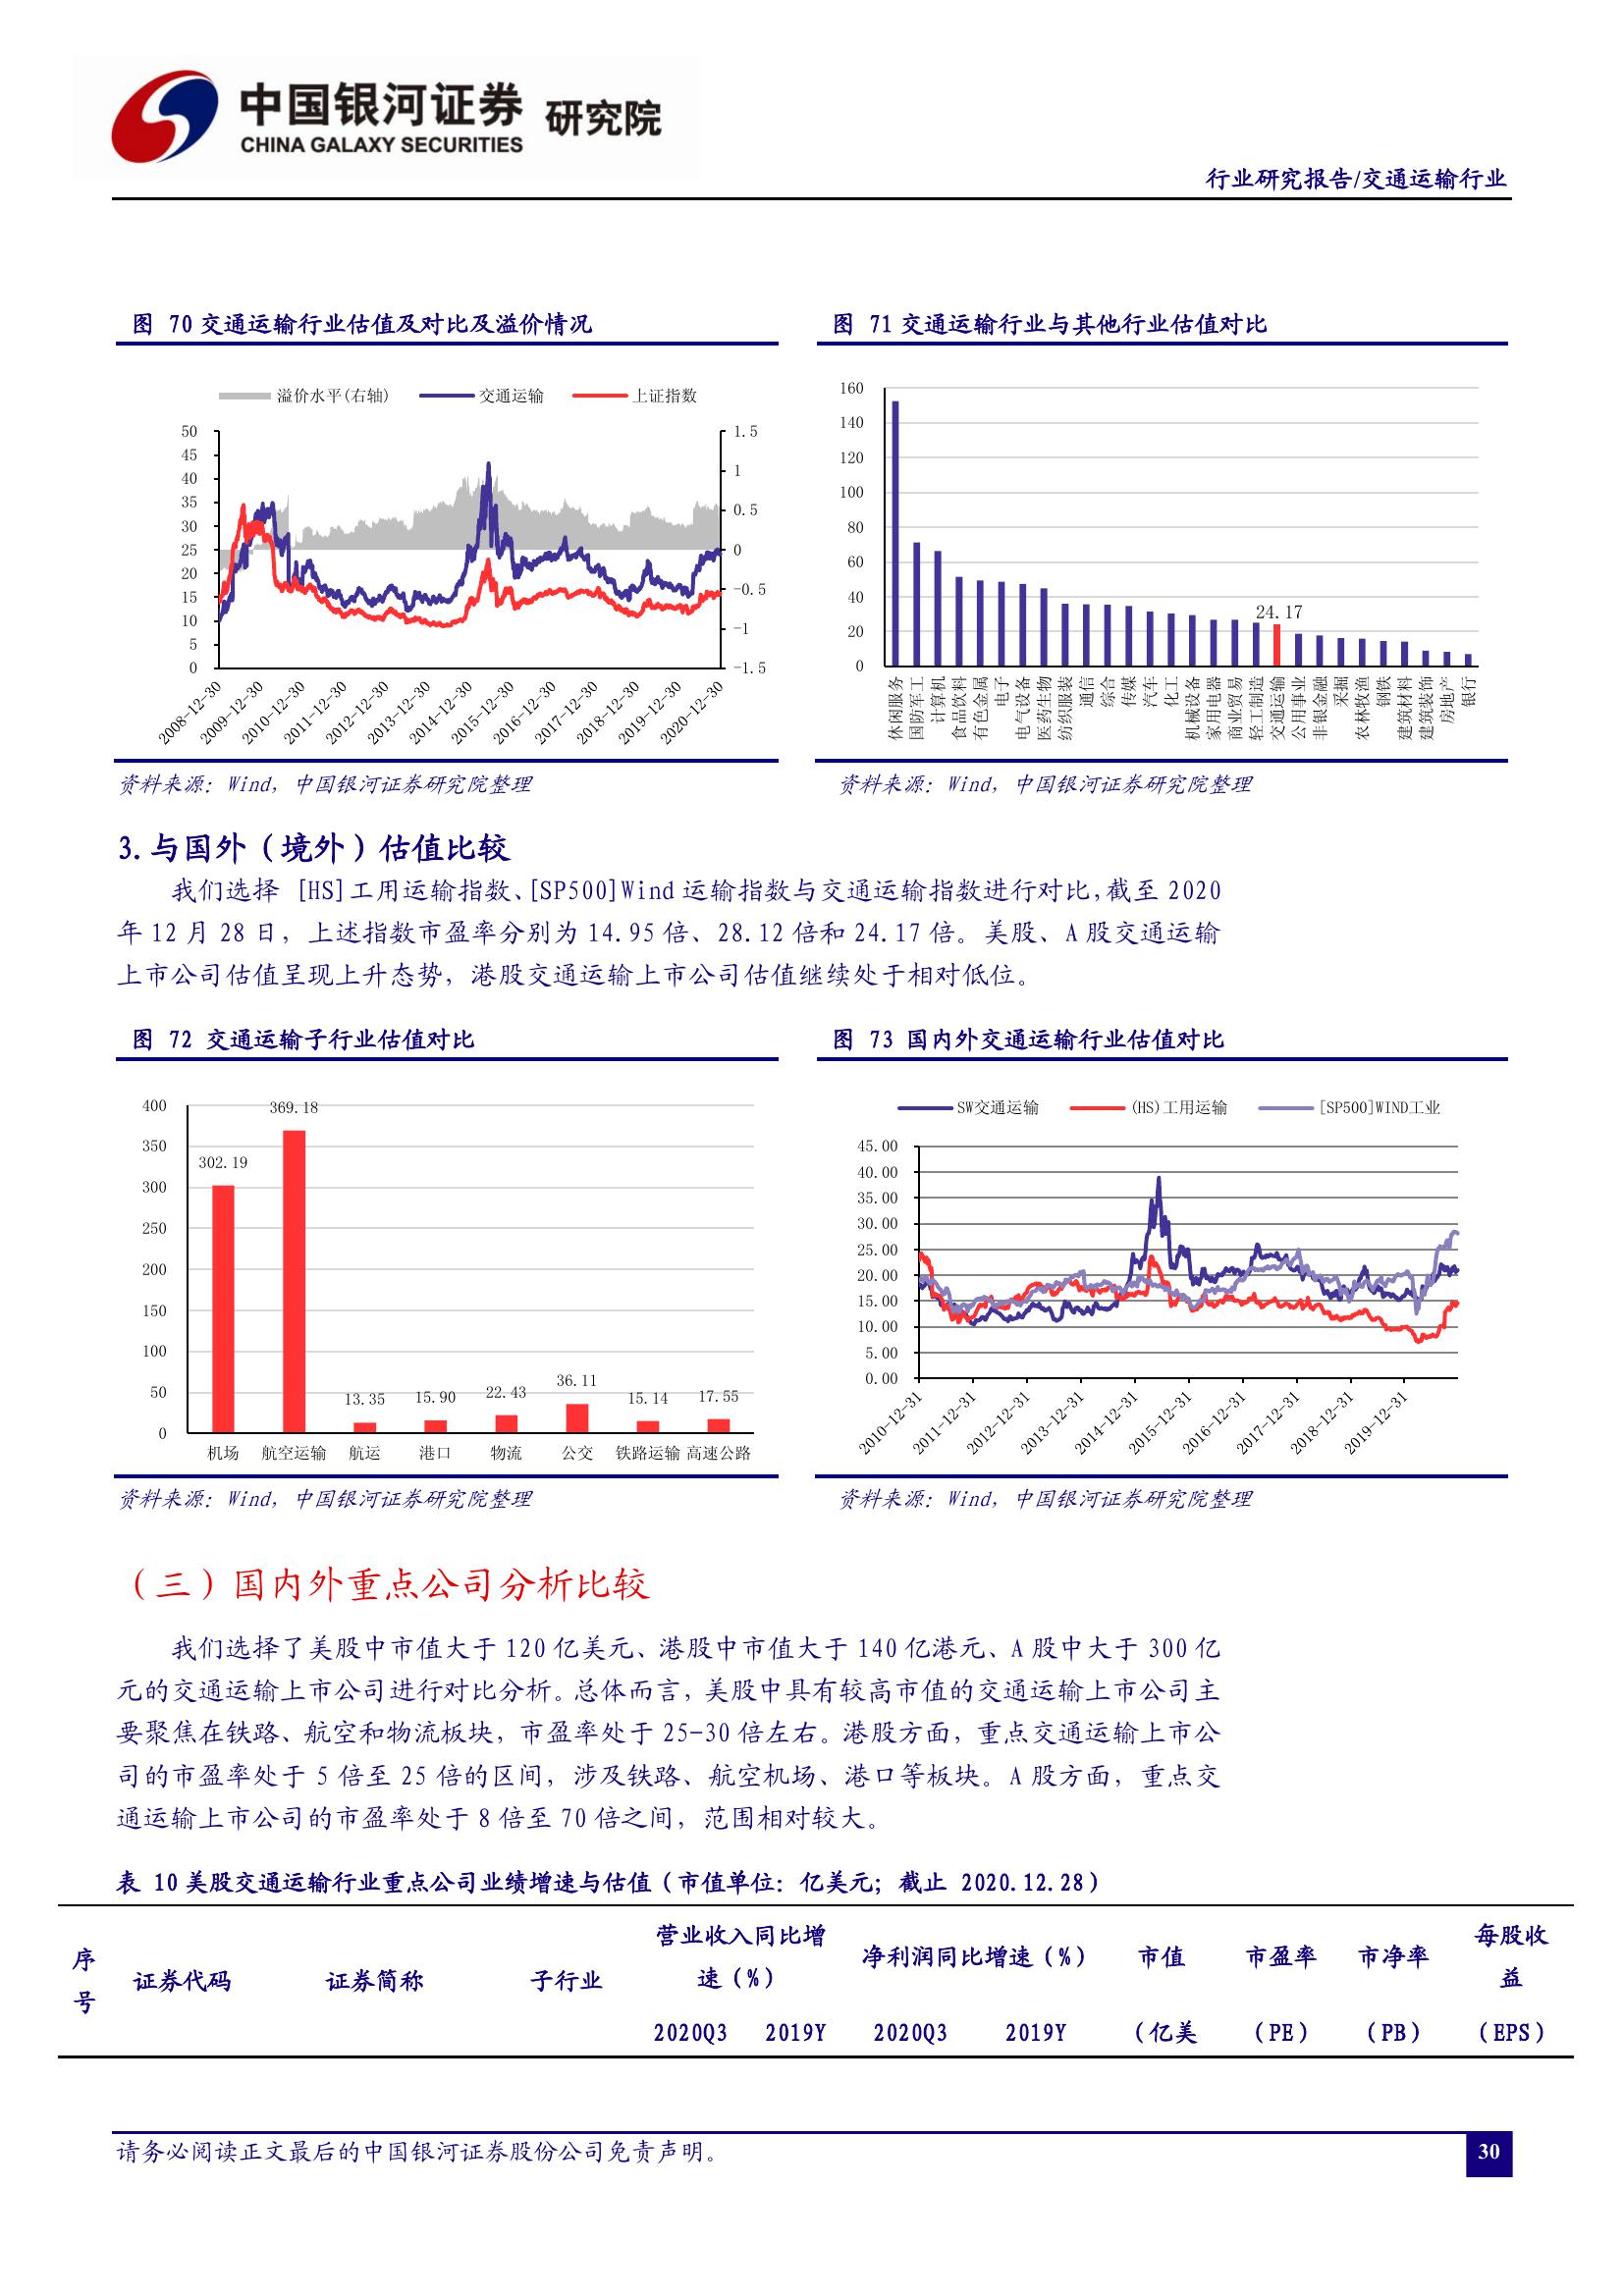 中国银河证券 研究院
CHINA GALAXY SECURITIES
行业研究报告/交通运输行业
图 70 交通运输行业估值及对比及溢价情况
溢价水平(右轴) 交通运输 上证指数
50
45
40
35
30
25
20
15
10
5
0
1.5
1
0.5
0
-0.5
-1
-1.5
2008-12-30
2009-12-30
2010-12-30
2011-12-30
2012-12-30
2013-12-30
2014-12-30
2015-12-30
2016-12-30
2017-12-30
2018-12-30
2019-12-30
2020-12-30
资料来源：Wind，中国银河证券研究院整理
图 71 交通运输行业与其他行业估值对比
160
140
120
100
80
60
40
20
0
24.17
休闲服务
国防军工
计算机
食品饮料
有色金属
电子
电气设备
医药生物
纺织服装
通信
综合
传媒
汽车
化工
机械设备
家用电器
商业贸易
轻工制造
交通运输
公用事业
非银金融
采掘
农林牧渔
钢铁
建筑材料
建筑装饰
房地产
银行
资料来源：Wind，中国银河证券研究院整理
3.与国外（境外）估值比较
我们选择 [HS]工用运输指数、[SP500]Wind 运输指数与交通运输指数进行对比，截至 2020
年 12 月 28 日，上述指数市盈率分别为 14.95 倍、28.12 倍和 24.17 倍。美股、A 股交通运输
上市公司估值呈现上升态势，港股交通运输上市公司估值继续处于相对低位。
图 72 交通运输子行业估值对比
400
350
300
250
200
150
100
50
0
302.19
369.18
13.35
15.90
22.43
36.11
15.14
17.55
机场 航空运输 航运 港口 物流 公交 铁路运输 高速公路
资料来源：Wind，中国银河证券研究院整理
图 73 国内外交通运输行业估值对比
SW交通运输 (HS)工用运输 [SP500]WIND工业
45.00
40.00
35.00
30.00
25.00
20.00
15.00
10.00
5.00
0.00
2010-12-31
2011-12-31
2012-12-31
2013-12-31
2014-12-31
2015-12-31
2016-12-31
2017-12-31
2018-12-31
2019-12-31
资料来源：Wind，中国银河证券研究院整理
（三）国内外重点公司分析比较
我们选择了美股中市值大于 120 亿美元、港股中市值大于 140 亿港元、A 股中大于 300 亿
元的交通运输上市公司进行对比分析。总体而言，美股中具有较高市值的交通运输上市公司主
要聚焦在铁路、航空和物流板块，市盈率处于 25-30 倍左右。港股方面，重点交通运输上市公
司的市盈率处于 5 倍至 25 倍的区间，涉及铁路、航空机场、港口等板块。A 股方面，重点交
通运输上市公司的市盈率处于 8 倍至 70 倍之间，范围相对较大。
表 10 美股交通运输行业重点公司业绩增速与估值（市值单位：亿美元；截止 2020.12.28）
序号 证券代码 证券简称 子行业 营业收入同比增速（%） 净利润同比增速（%） 市值 市盈率 市净率 每股收益
2020Q3 2019Y 2020Q3 2019Y （亿美 （PE） （PB） （EPS）
请务必阅读正文最后的中国银河证券股份公司免责声明。
30